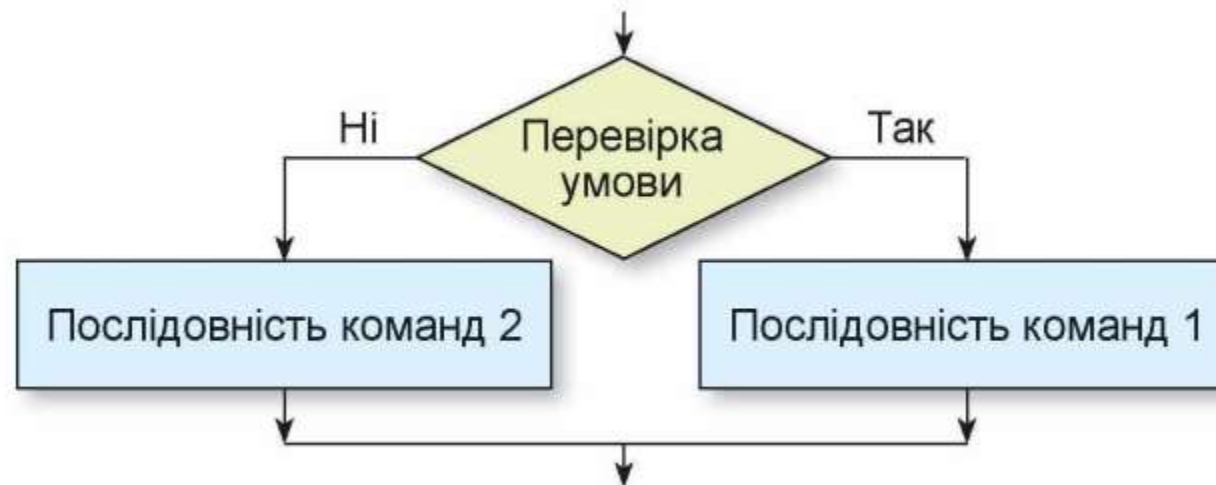 Ні
Так
Перевірка
умови
Послідовність команд 2
Послідовність команд 1